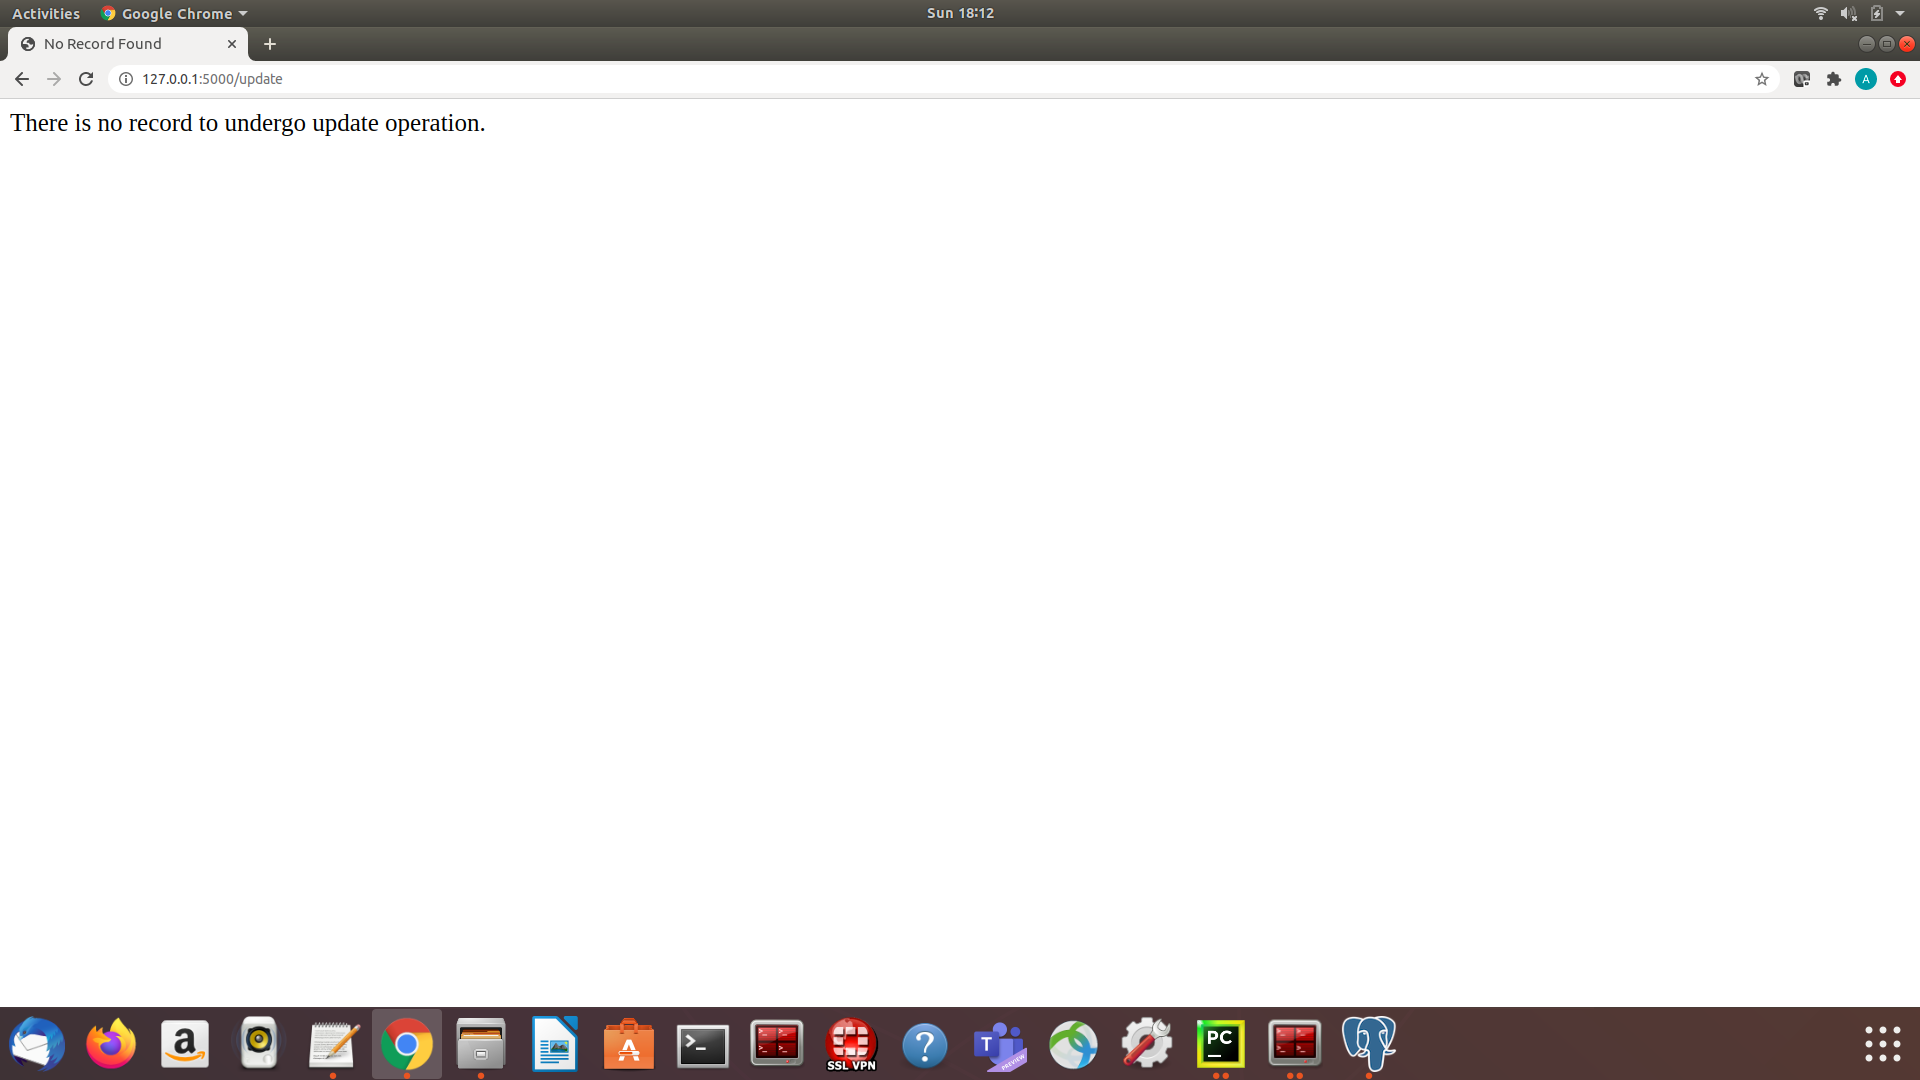 Activities Google Chrome Sun 18:12
No Record Found
127.0.0.1:5000/update A
There is no record to undergo update operation.
a >_ SSL VPN ? T PREVIEW PC